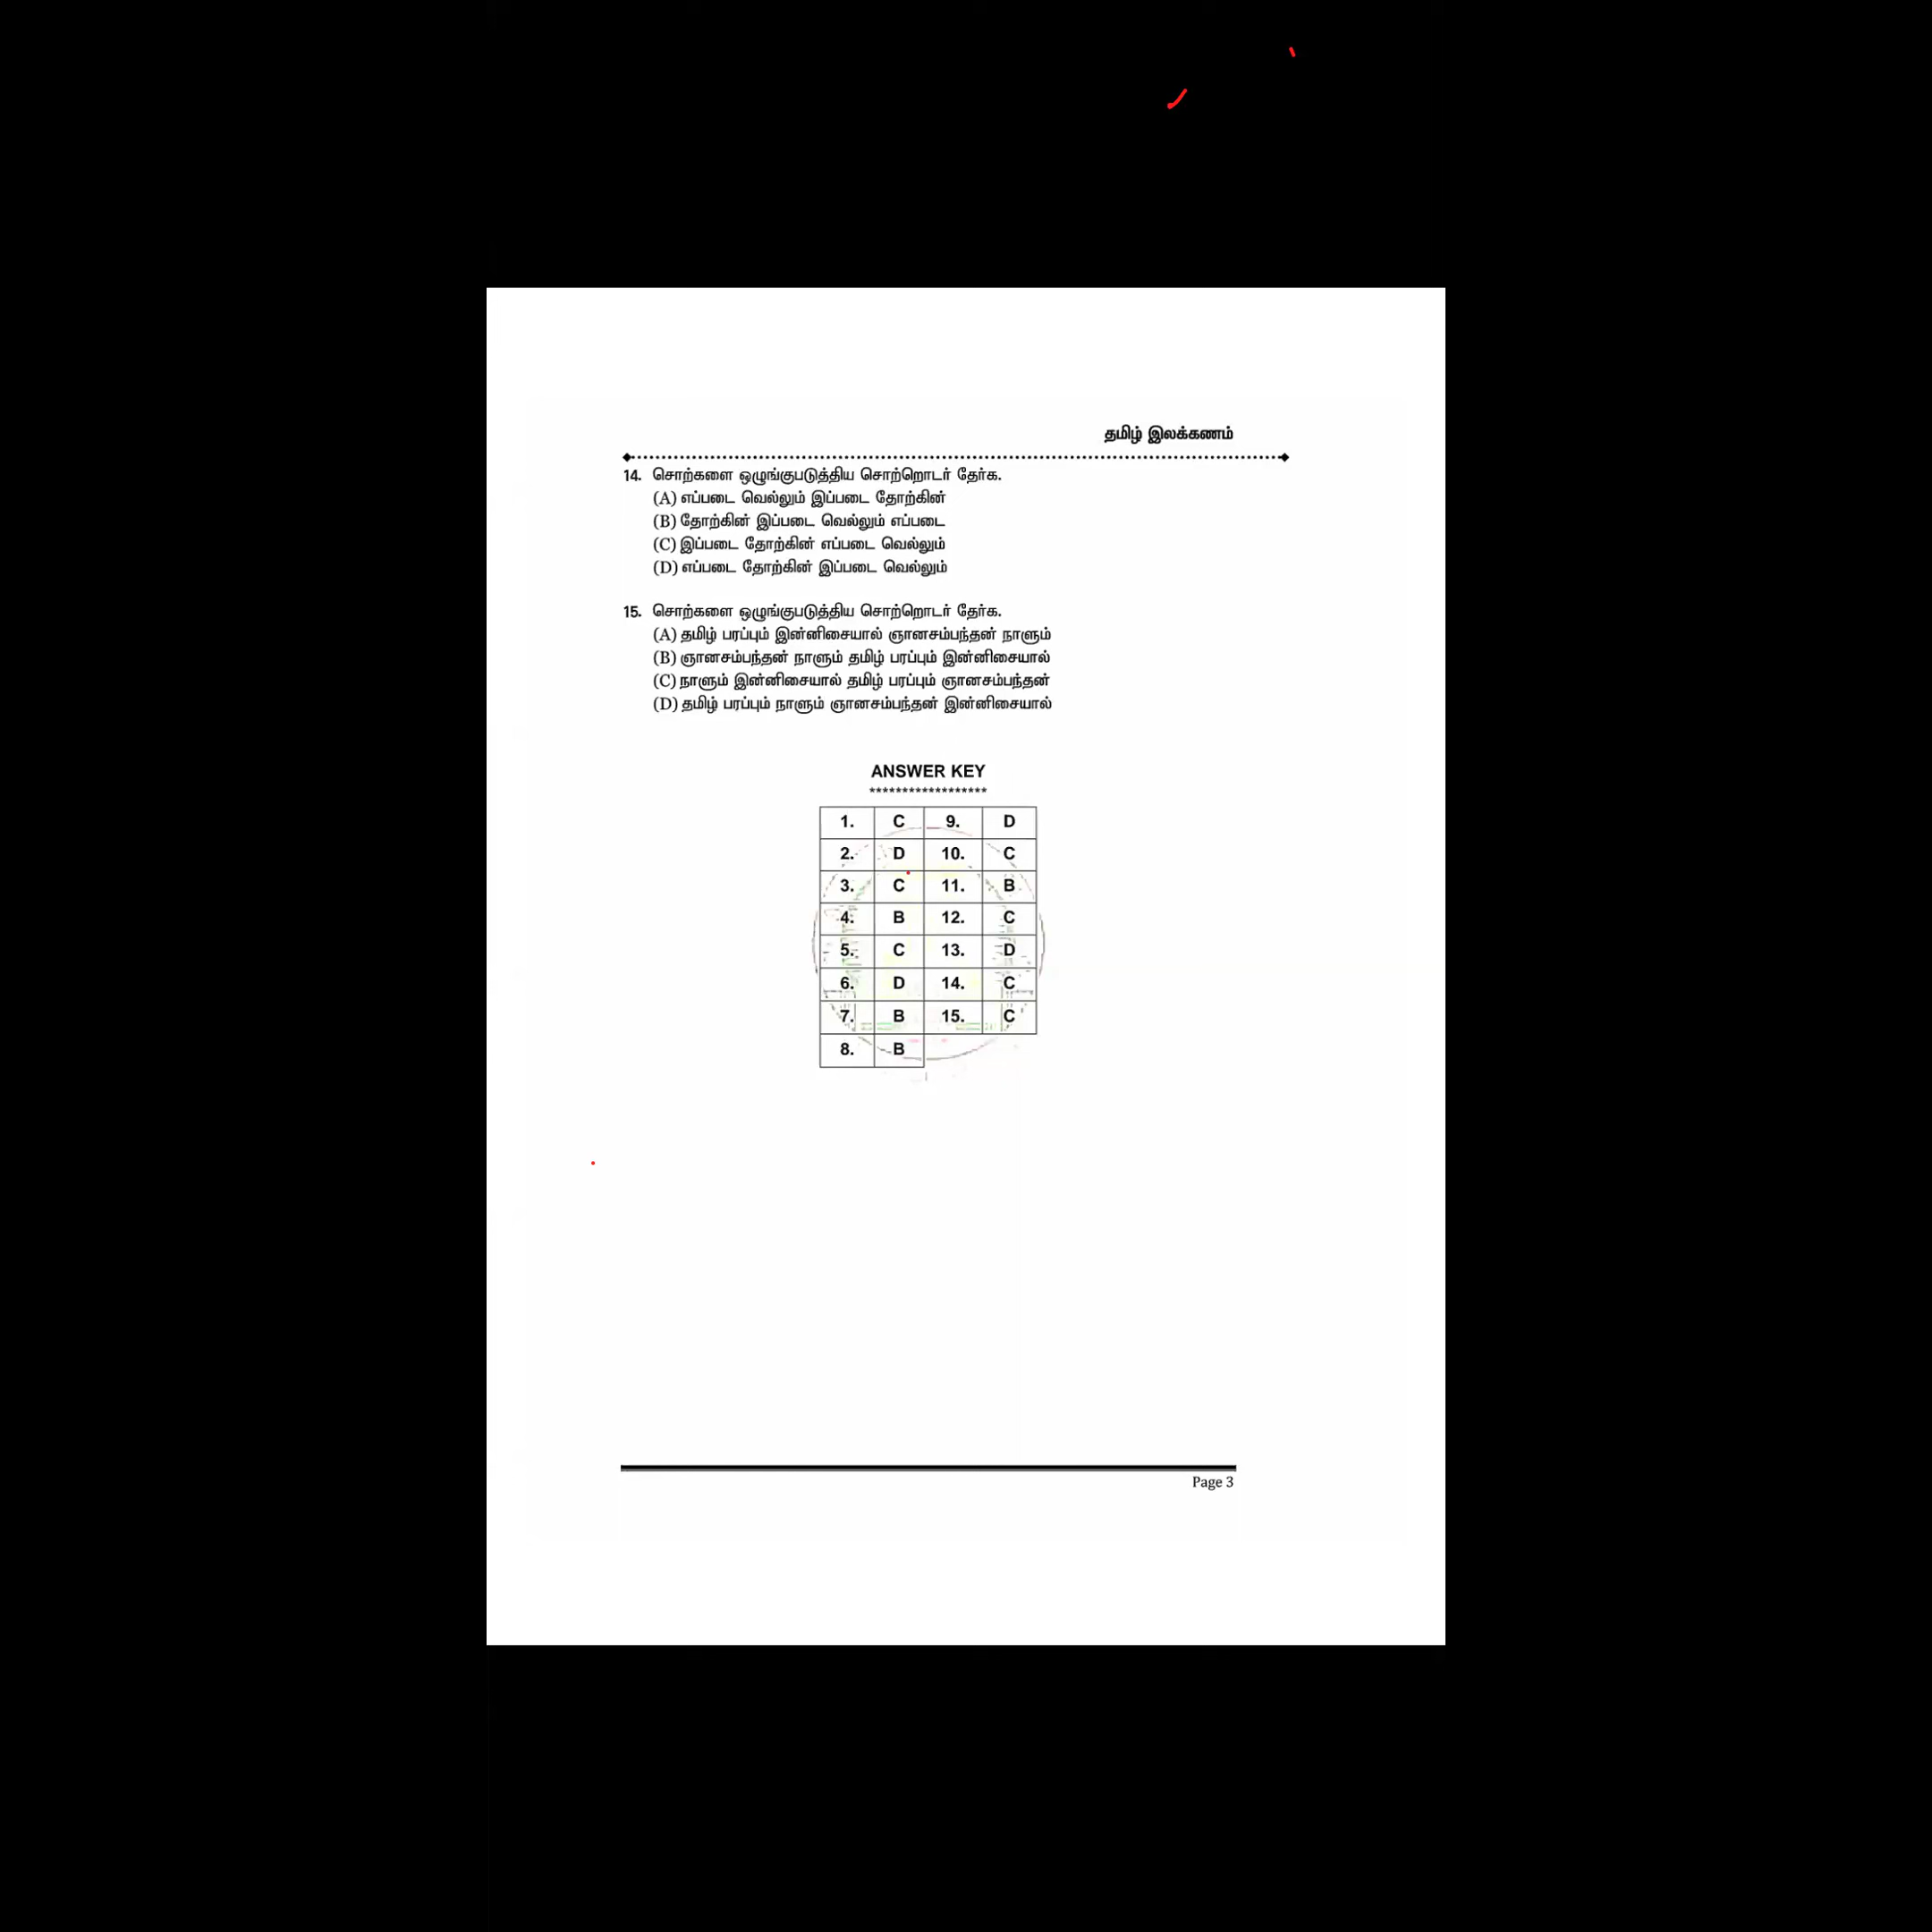 தமிழ் இலக்கணம்
14. சொற்களை ஒழுங்குபடுத்திய சொற்றொடர் தேர்க.
(A) எப்படை வெல்லும் இப்படை தோற்கின்
(B) தோற்கின் இப்படை வெல்லும் எப்படை
(C) இப்படை தோற்கின் எப்படை வெல்லும்
(D) எப்படை தோற்கின் இப்படை வெல்லும்
15. சொற்களை ஒழுங்குபடுத்திய சொற்றொடர் தேர்க.
(A) தமிழ் பரப்பும் இன்னிசையால் ஞானசம்பந்தன் நாளும்
(B) ஞானசம்பந்தன் நாளும் தமிழ் பரப்பும் இன்னிசையால்
(C) நாளும் இன்னிசையால் தமிழ் பரப்பும் ஞானசம்பந்தன்
(D) தமிழ் பரப்பும் நாளும் ஞானசம்பந்தன் இன்னிசையால்
ANSWER KEY
******************
1. C 9. D
2. D 10. C
3. C 11. B
4. B 12. C
5. C 13. D
6. D 14. C
7. B 15. C
8. B
Page 3